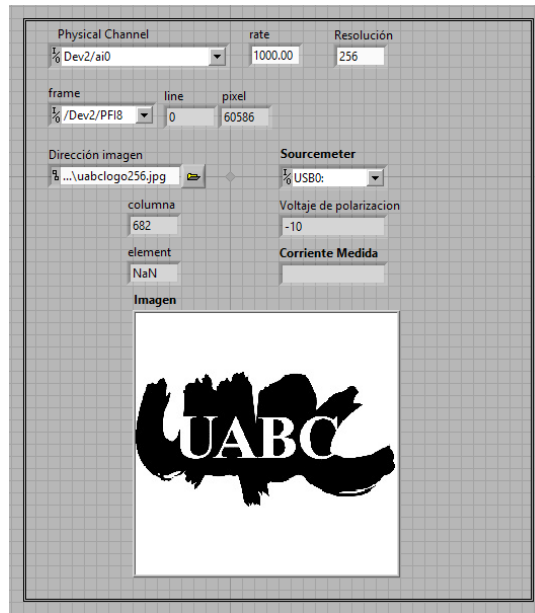 Physical Channel rate Resolución
Dev2/ai0 1000.00 256
frame line pixel
/Dev2/PFI8 0 60586
Dirección imagen Sourcemeter
...\uabclogo256.jpg USB0:
columna Voltaje de polarizacion
682 -10
element Corriente Medida
NaN
Imagen
UABC